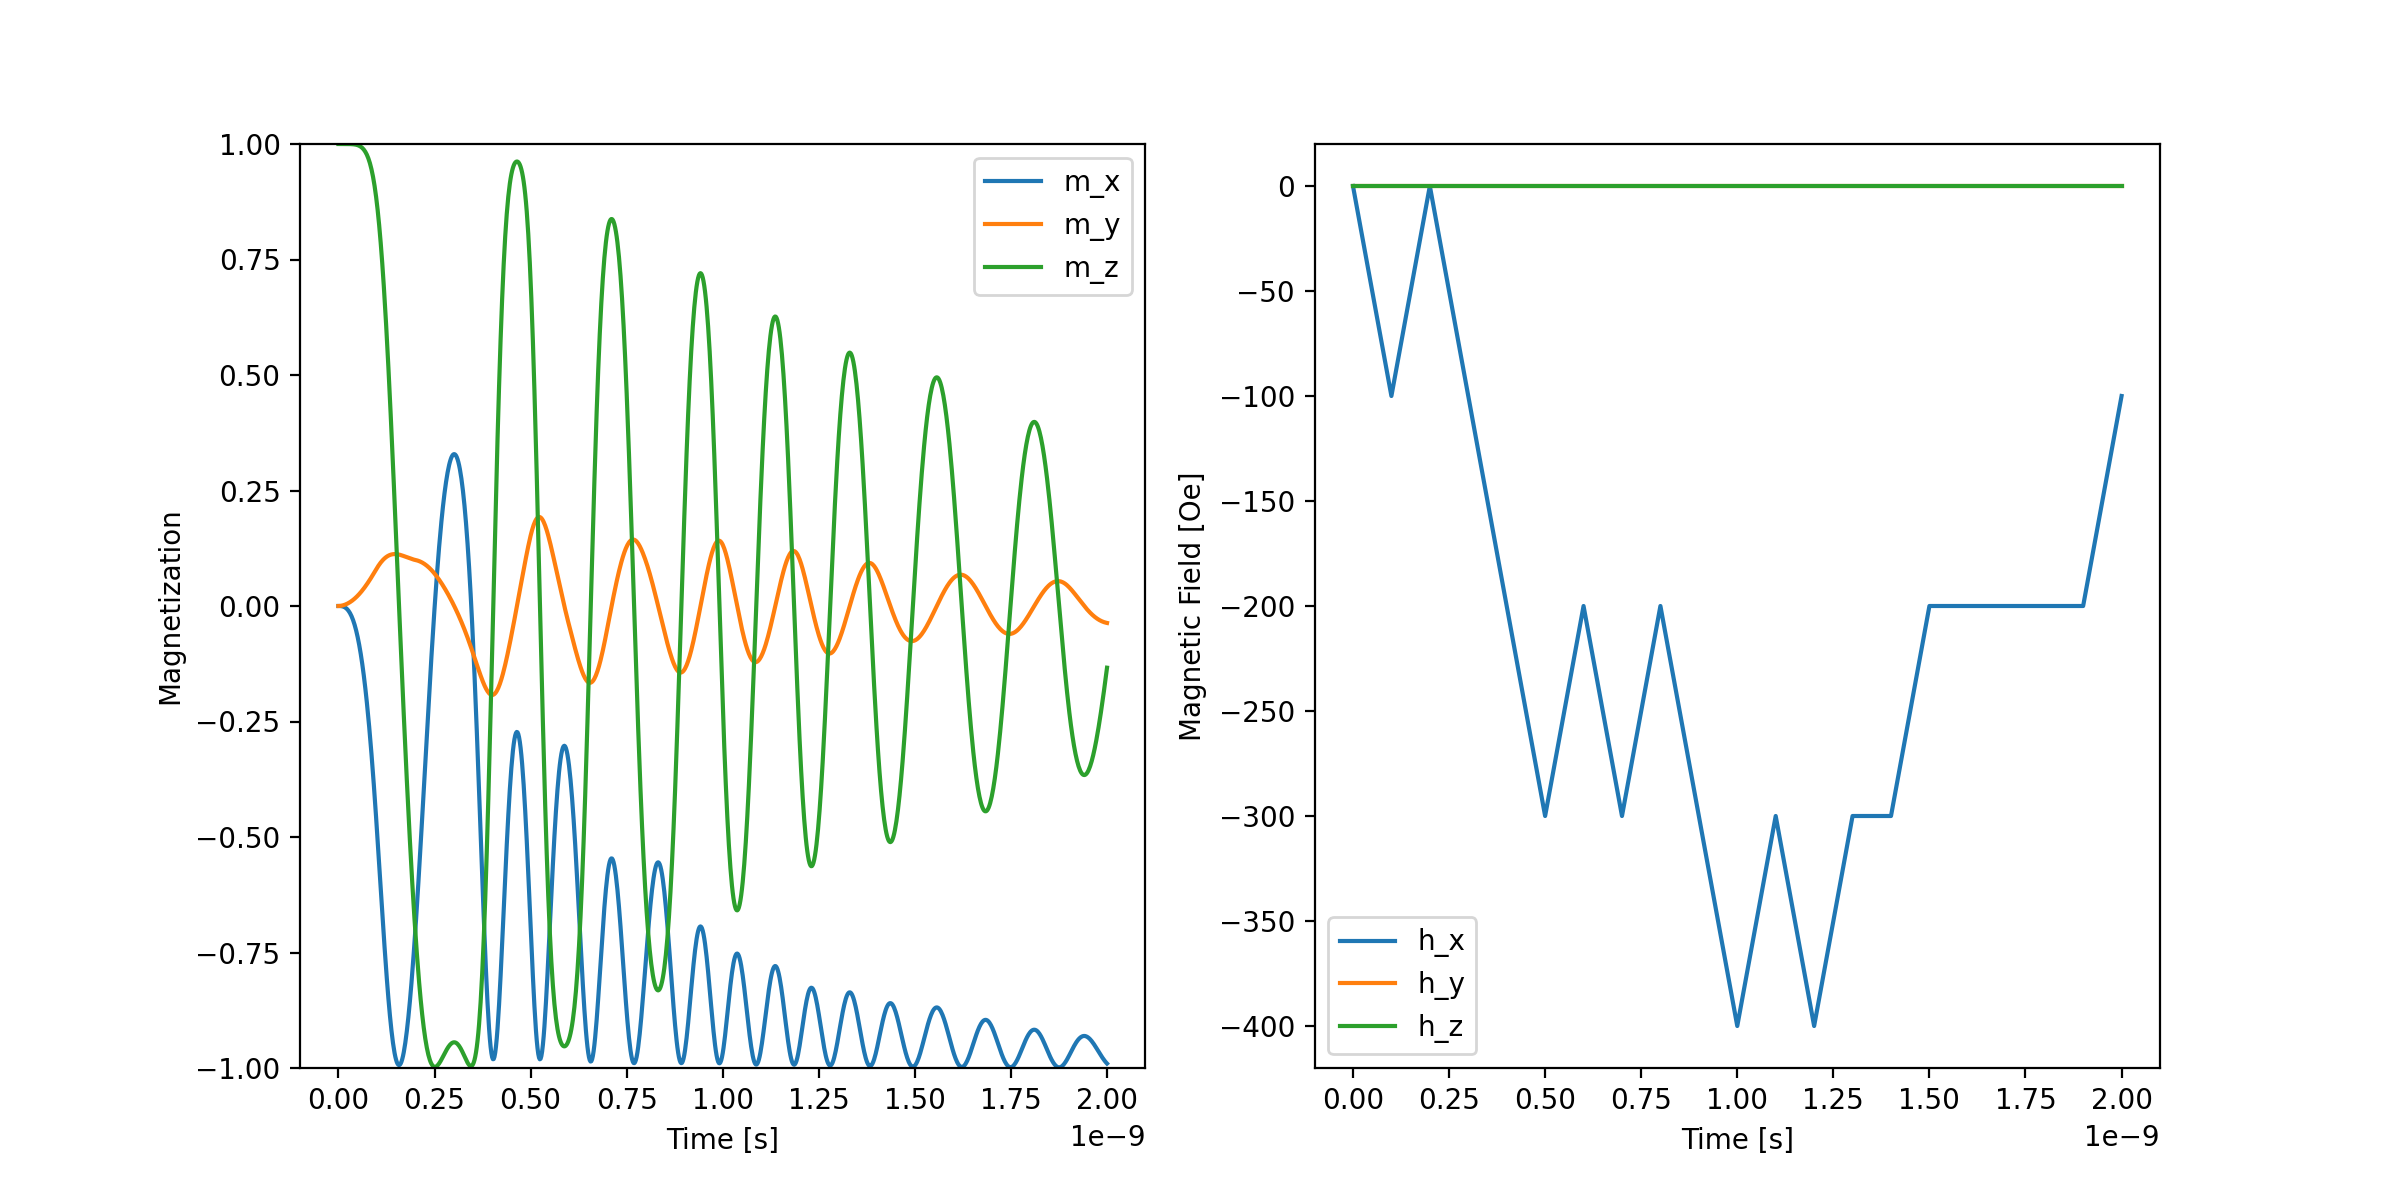 1.00
0.75
0.50
0.25
0.00
−0.25
−0.50
−0.75
−1.00
Magnetization
m_x
m_y
m_z
0.00 0.25 0.50 0.75 1.00 1.25 1.50 1.75 2.00
Time [s]
1e−9
0
−50
−100
−150
−200
−250
−300
−350
−400
Magnetic Field [Oe]
h_x
h_y
h_z
0.00 0.25 0.50 0.75 1.00 1.25 1.50 1.75 2.00
Time [s]
1e−9